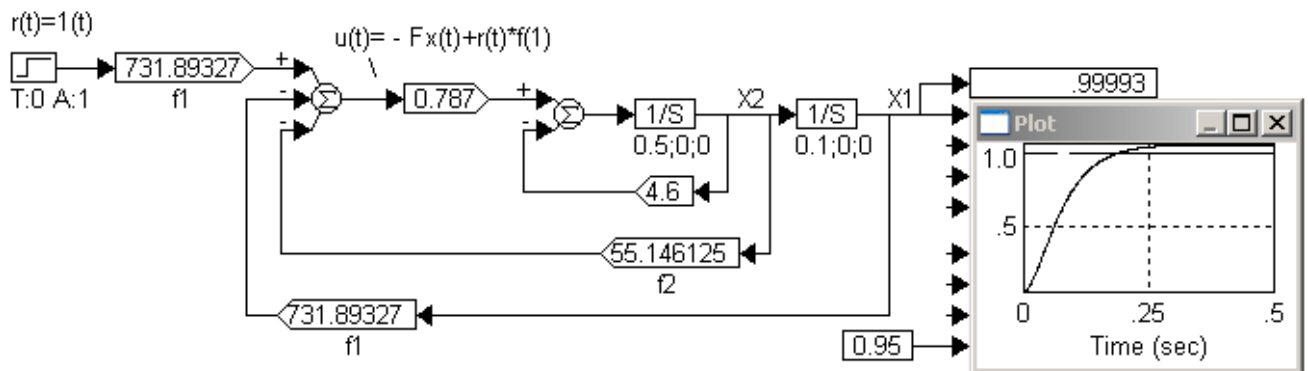 r(t)=1(t)
u(t)= - Fx(t)+r(t)*f(1)
731.89327
T:0 A:1
f1
+
-
-
Σ
0.787
+
-
Σ
1/S
0.5;0;0
X2
1/S
0.1;0;0
X1
.99993
Plot
1.0
.5
0
.25
.5
Time (sec)
4.6
55.146125
f2
731.89327
f1
0.95